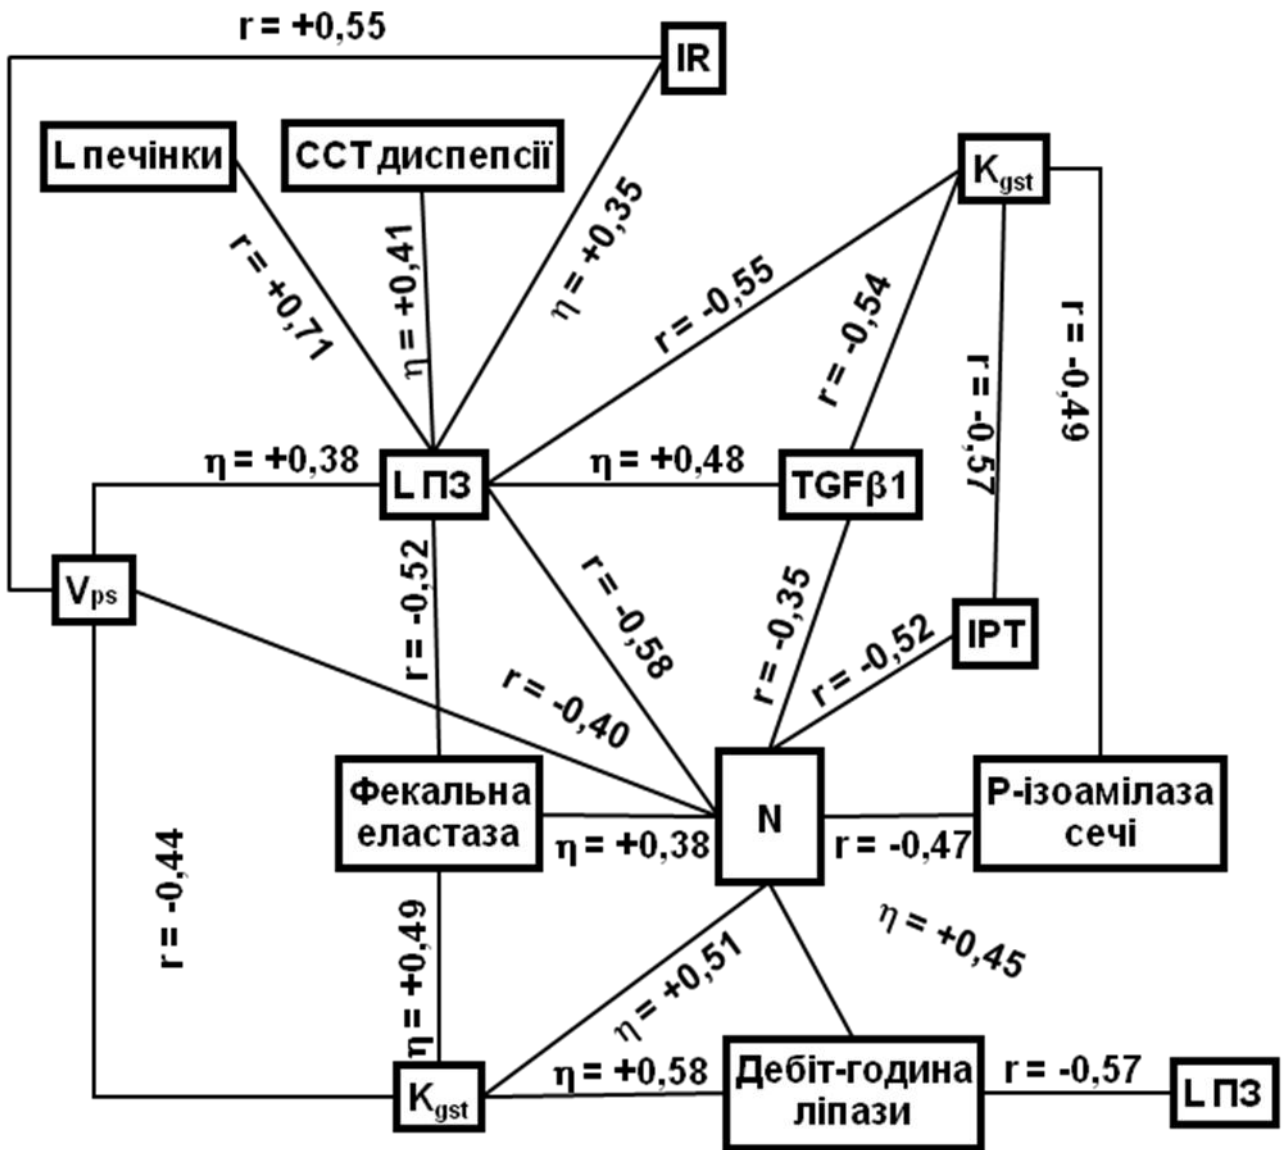 r = +0,55
IR
L печінки
ССТ диспепсії
Kgst
r = +0,71
η = +0,41
η = +0,35
r = -0,55
r = -0,54
r = -0,57
r = -0,49
η = +0,38
L ПЗ
η = +0,48
TGFβ1
Vps
r = -0,52
r = -0,58
r = -0,35
r = -0,52
IPT
r = -0,40
Фекальна
еластаза
η = +0,38
N
r = -0,47
Р-ізоамілаза
сечі
r = -0,44
η = +0,49
η = +0,51
η = +0,45
Kgst
η = +0,58
Дебіт-година
ліпази
r = -0,57
L ПЗ